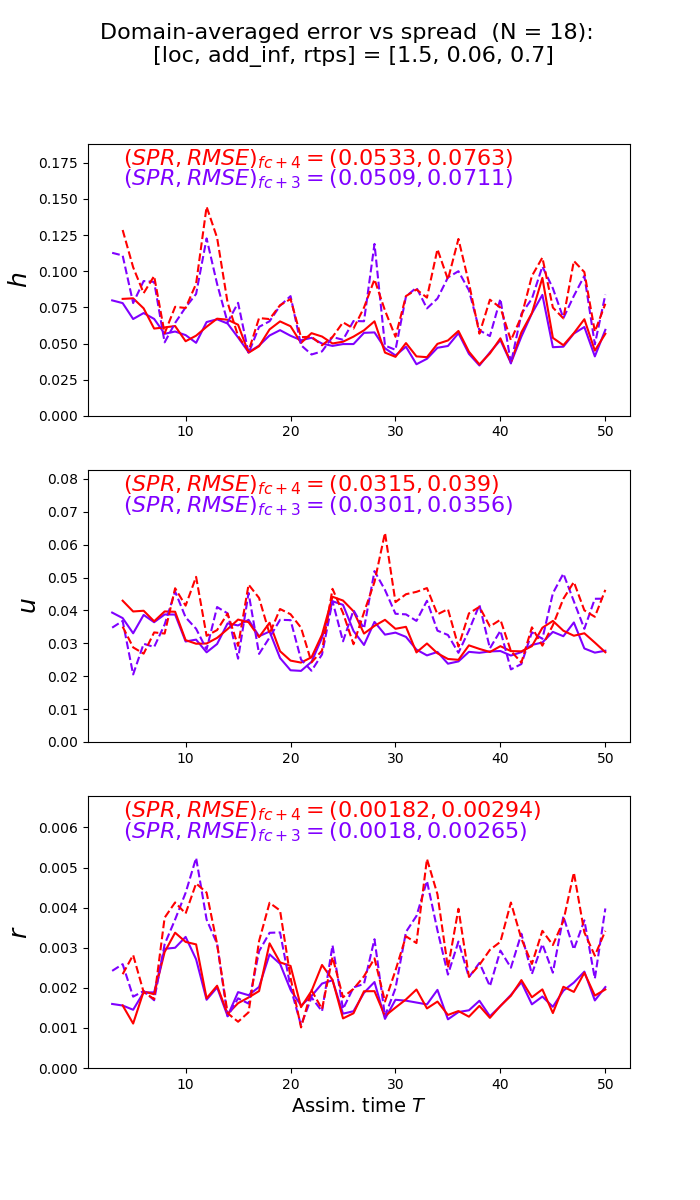 Domain-averaged error vs spread (N = 18):
[loc, add_inf, rtps] = [1.5, 0.06, 0.7]
(SPR, RMSE)fc+4 = (0.0533, 0.0763)
(SPR, RMSE)fc+3 = (0.0509, 0.0711)
0.175
0.150
0.125
0.100
0.075
0.050
0.025
0.000
h
10 20 30 40 50
(SPR, RMSE)fc+4 = (0.0315, 0.039)
(SPR, RMSE)fc+3 = (0.0301, 0.0356)
0.08
0.07
0.06
0.05
0.04
0.03
0.02
0.01
0.00
u
10 20 30 40 50
(SPR, RMSE)fc+4 = (0.00182, 0.00294)
(SPR, RMSE)fc+3 = (0.0018, 0.00265)
0.006
0.005
0.004
0.003
0.002
0.001
0.000
r
10 20 30 40 50
Assim. time T